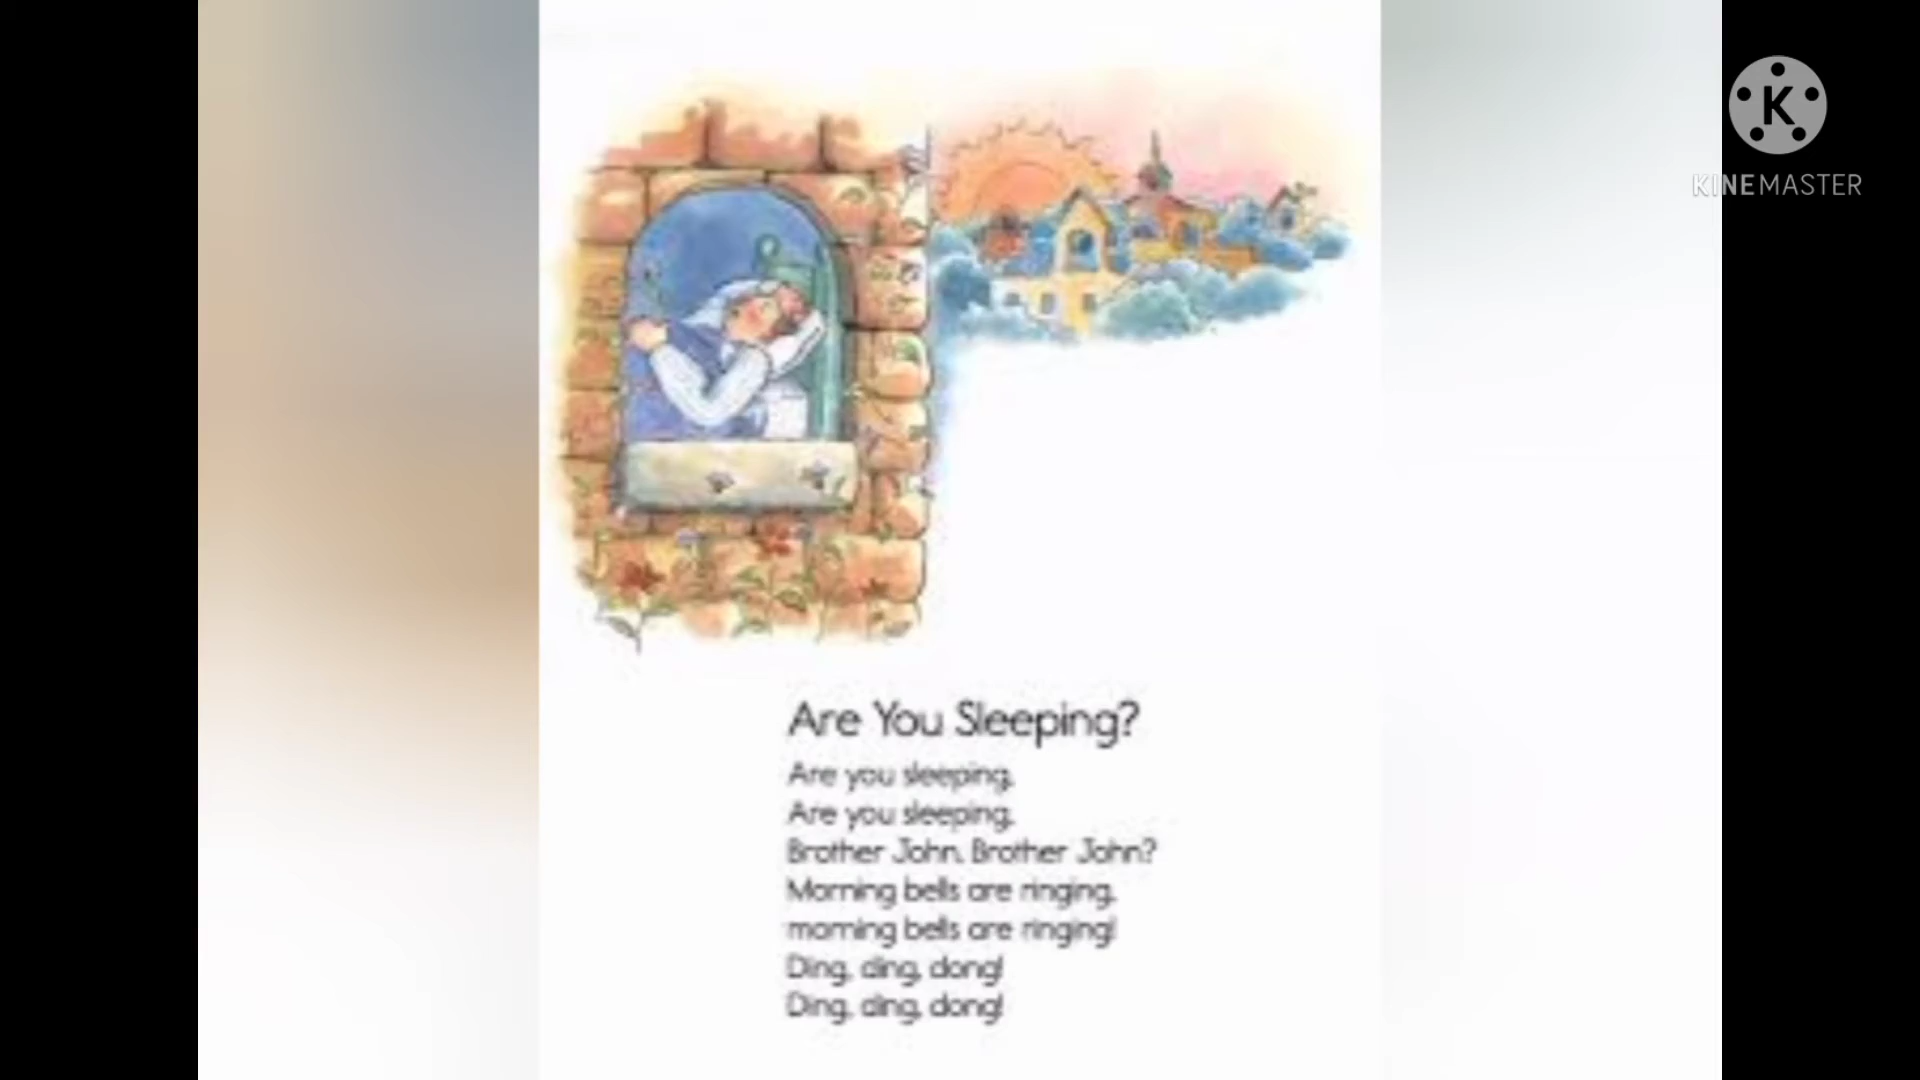 K
KINEMASTER
Are You Sleeping?
Are you sleeping,
Are you sleeping,
Brother John, Brother John?
Morning bells are ringing,
morning bells are ringing!
Ding, ding, dong!
Ding, ding, dong!